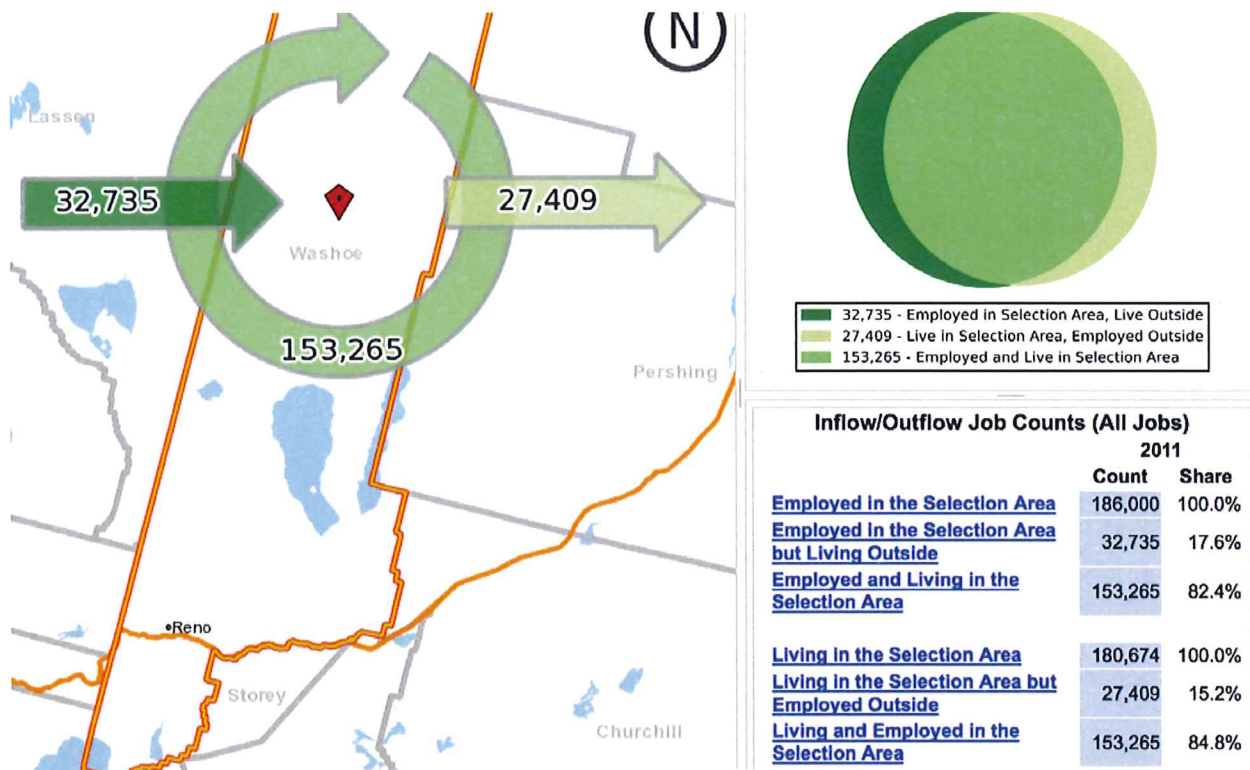 N
Lassen
32,735
27,409
Washoe
153,265
Pershing
Reno
Storey
Churchill
32,735 - Employed in Selection Area, Live Outside
27,409 - Live in Selection Area, Employed Outside
153,265 - Employed and Live in Selection Area
Inflow/Outflow Job Counts (All Jobs)
2011
Count Share
Employed in the Selection Area 186,000 100.0%
Employed in the Selection Area
but Living Outside 32,735 17.6%
Employed and Living in the
Selection Area 153,265 82.4%
Living in the Selection Area 180,674 100.0%
Living in the Selection Area but
Employed Outside 27,409 15.2%
Living and Employed in the
Selection Area 153,265 84.8%